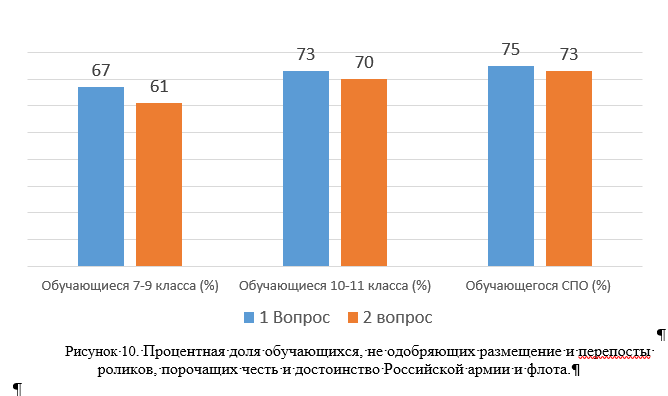 67
61
73
70
75
73
Обучающиеся 7-9 класса (%)
Обучающиеся 10-11 класса (%)
Обучающегося СПО (%)
1 Вопрос
2 вопрос
¶
Рисунок·10.·Процентная·доля·обучающихся,·не·одобряющих·размещение·и·перепосты·
роликов,·порочащих·честь·и·достоинство·Российской·армии·и·флота.¶
¶